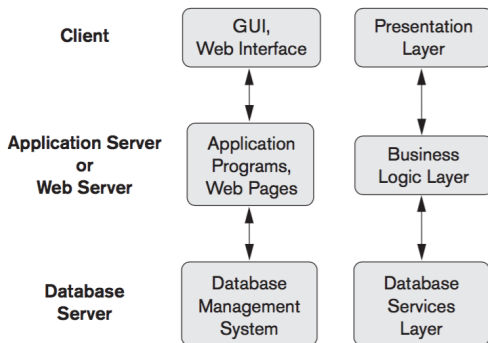 Client
GUI,
Web Interface
Presentation
Layer
Application Server
or
Web Server
Application
Programs,
Web Pages
Business
Logic Layer
Database
Server
Database
Management
System
Database
Services
Layer